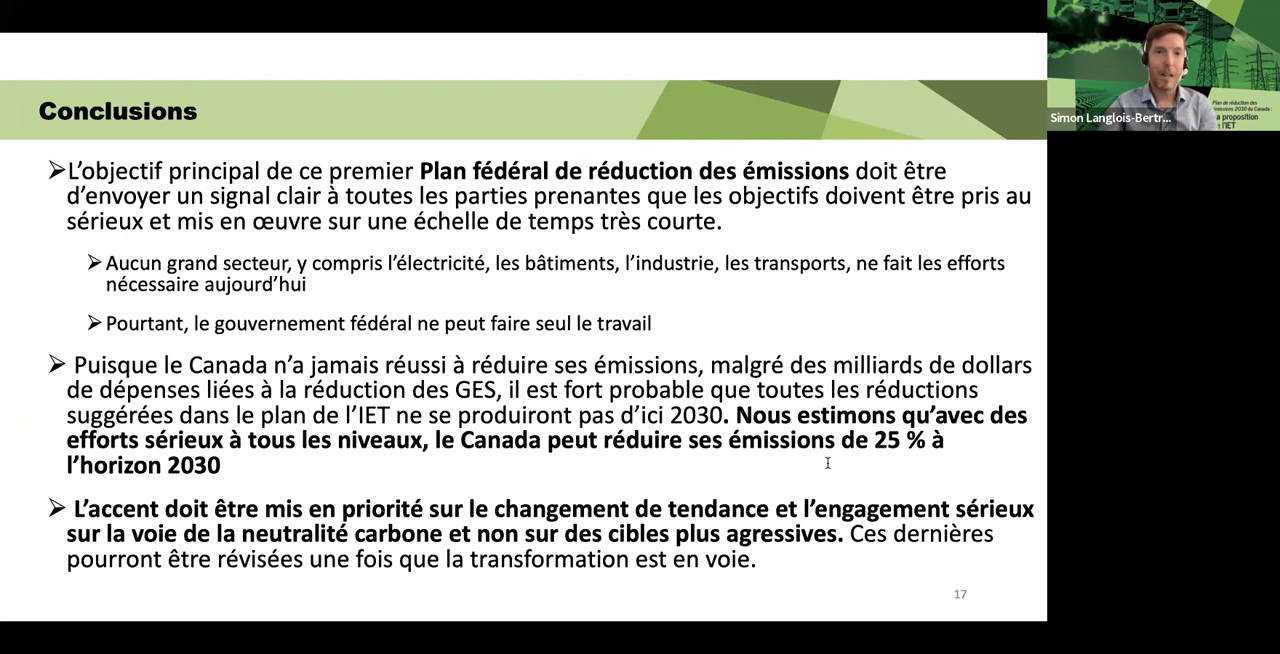 Conclusions
➢L’objectif principal de ce premier Plan fédéral de réduction des émissions doit être
d’envoyer un signal clair à toutes les parties prenantes que les objectifs doivent être pris au
sérieux et mis en œuvre sur une échelle de temps très courte.
➢Aucun grand secteur, y compris l’électricité, les bâtiments, l’industrie, les transports, ne fait les efforts
nécessaire aujourd’hui
➢Pourtant, le gouvernement fédéral ne peut faire seul le travail
➢ Puisque le Canada n’a jamais réussi à réduire ses émissions, malgré des milliards de dollars
de dépenses liées à la réduction des GES, il est fort probable que toutes les réductions
suggérées dans le plan de l’IET ne se produiront pas d’ici 2030. Nous estimons qu’avec des
efforts sérieux à tous les niveaux, le Canada peut réduire ses émissions de 25 % à
l’horizon 2030
➢ L’accent doit être mis en priorité sur le changement de tendance et l’engagement sérieux
sur la voie de la neutralité carbone et non sur des cibles plus agressives. Ces dernières
pourront être révisées une fois que la transformation est en voie.
17
Plan de réduction des
émissions 2030 du Canada :
a proposition
l'IET
Simon Langlois-Bertr...